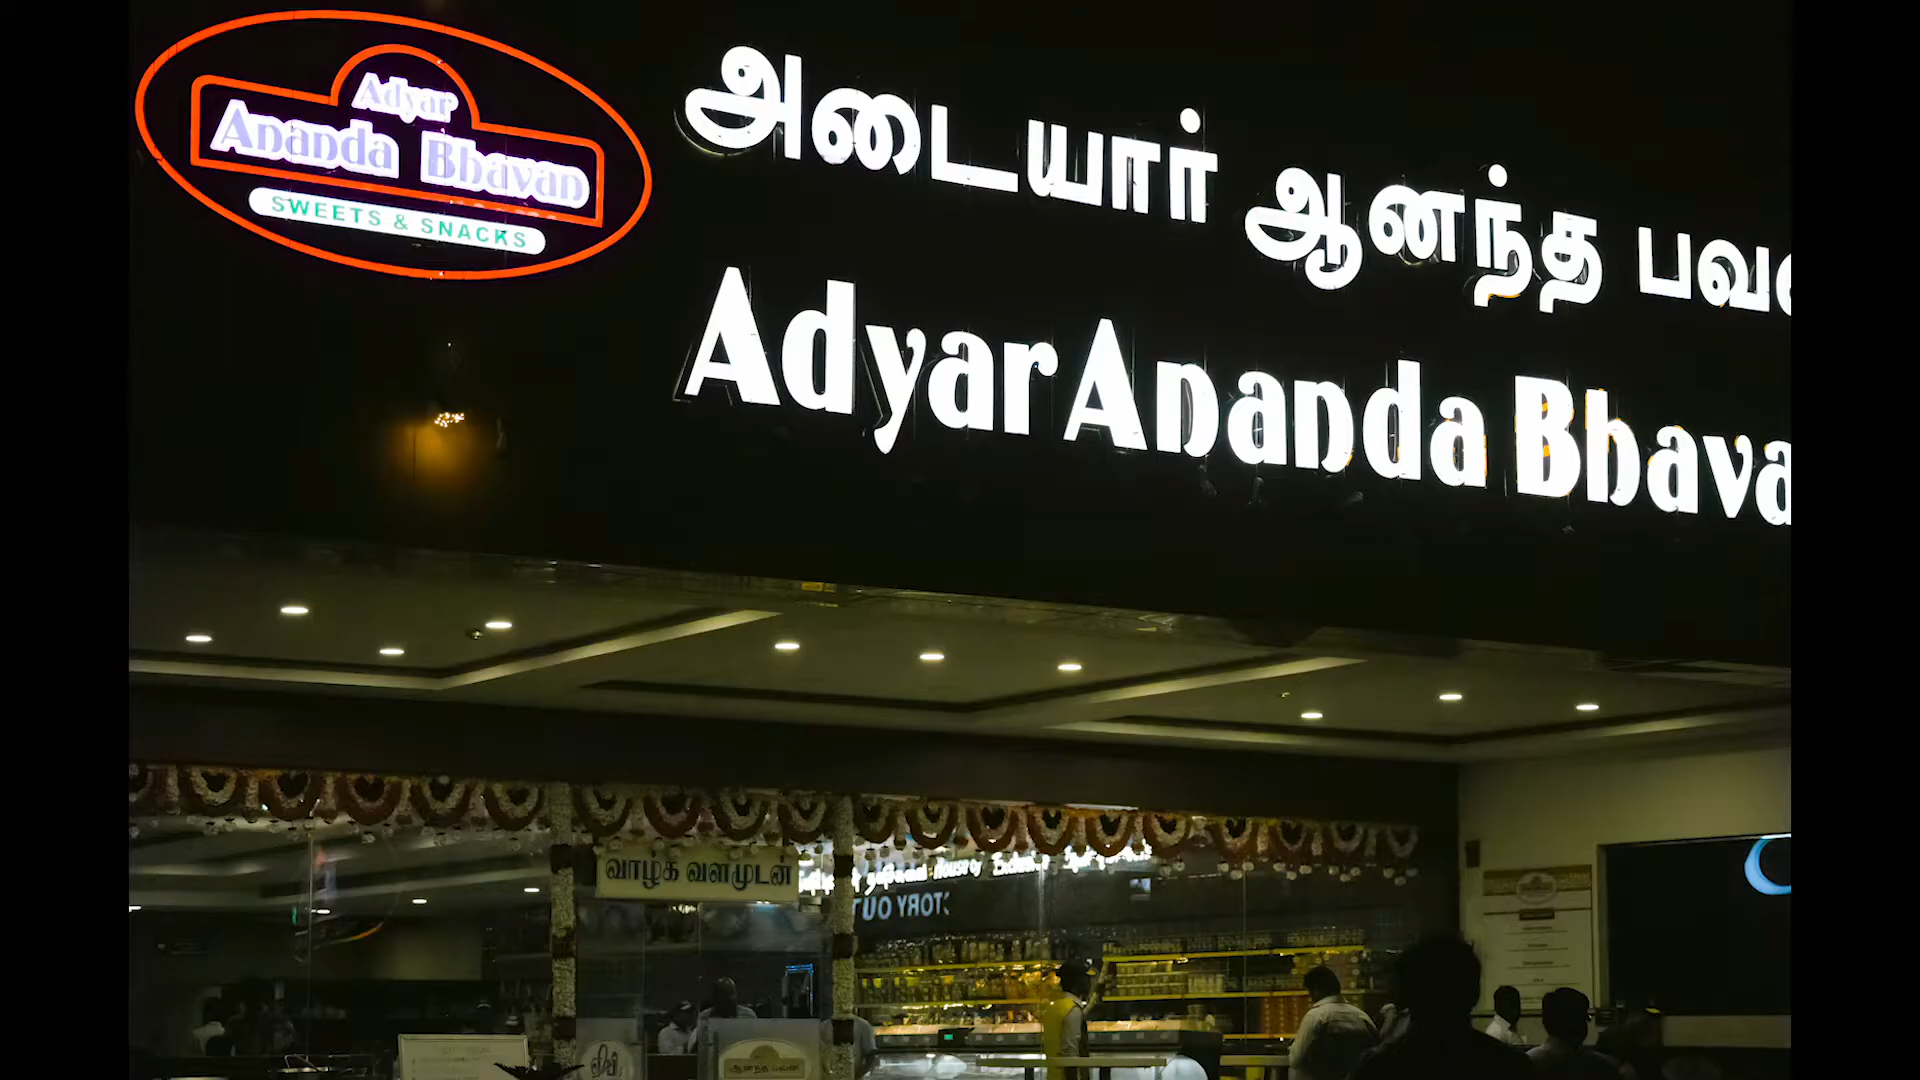 Adyar
Ananda Bhavan
SWEETS & SNACKS
அடையார் ஆனந்த பவ
Adyar Ananda Bhava
வாழ்க வளமுடன்